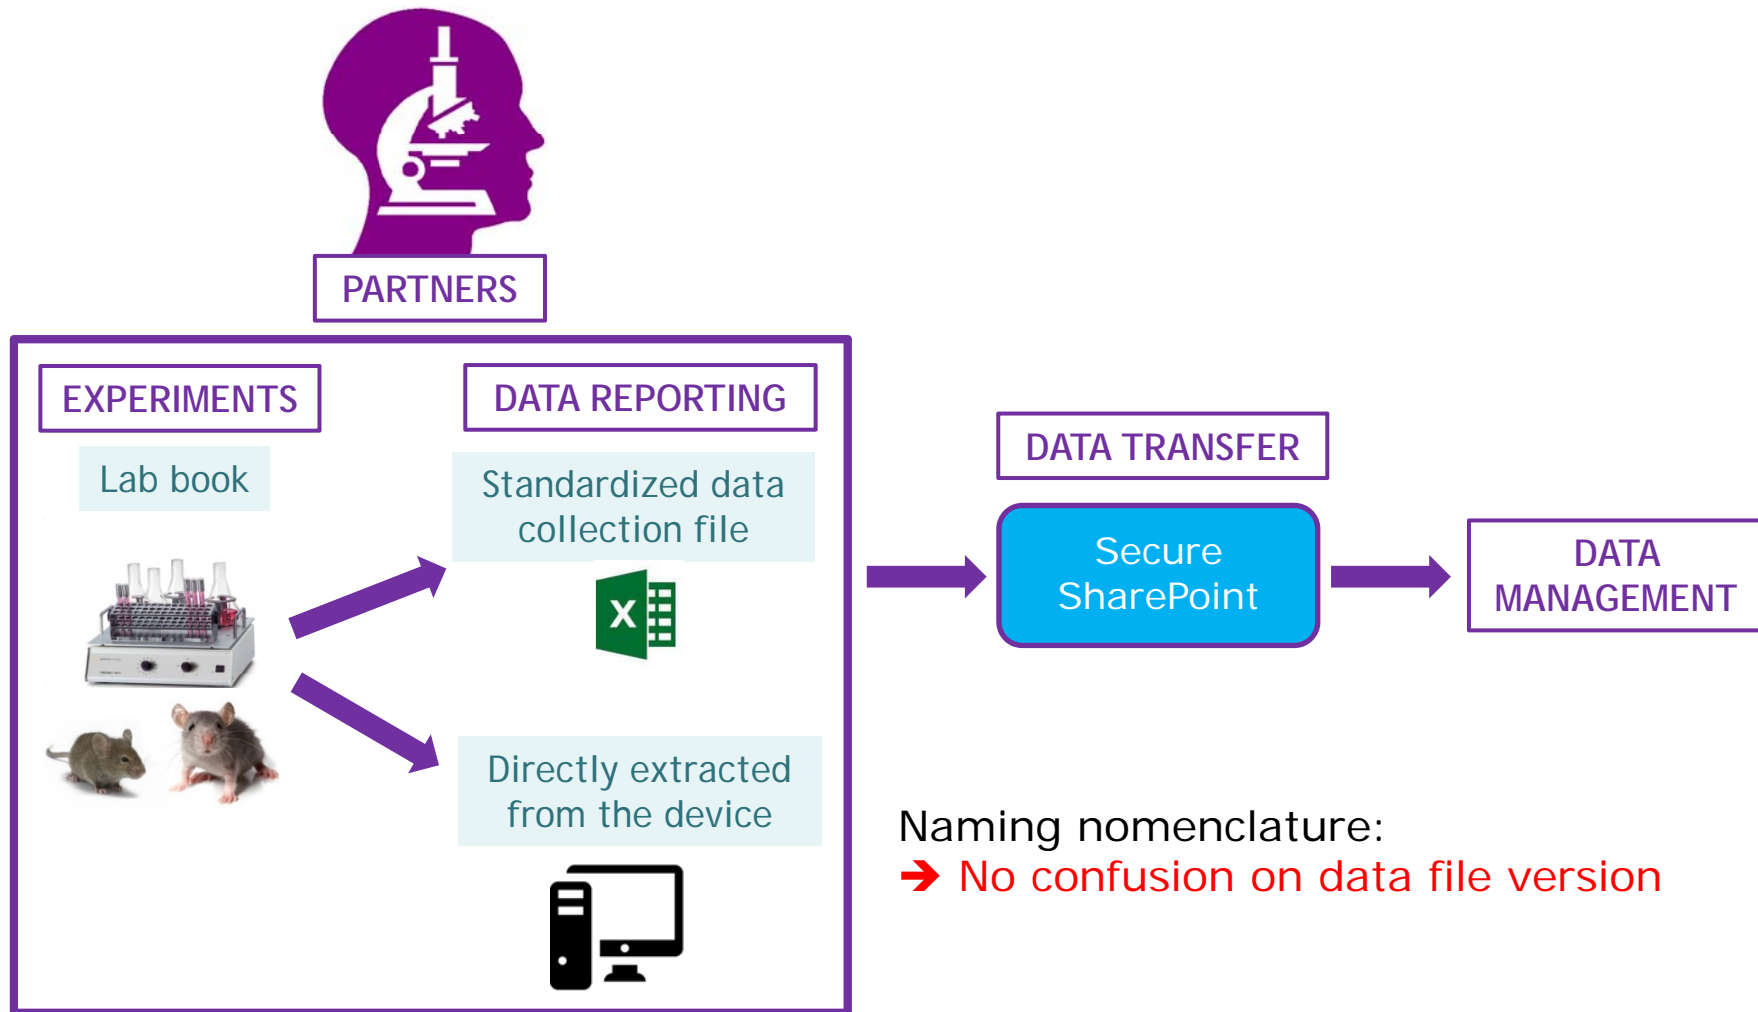 PARTNERS
EXPERIMENTS
Lab book
DATA REPORTING
Standardized data
collection file
X
Directly extracted
from the device
DATA TRANSFER
Secure
SharePoint
DATA
MANAGEMENT
Naming nomenclature:
➔ No confusion on data file version